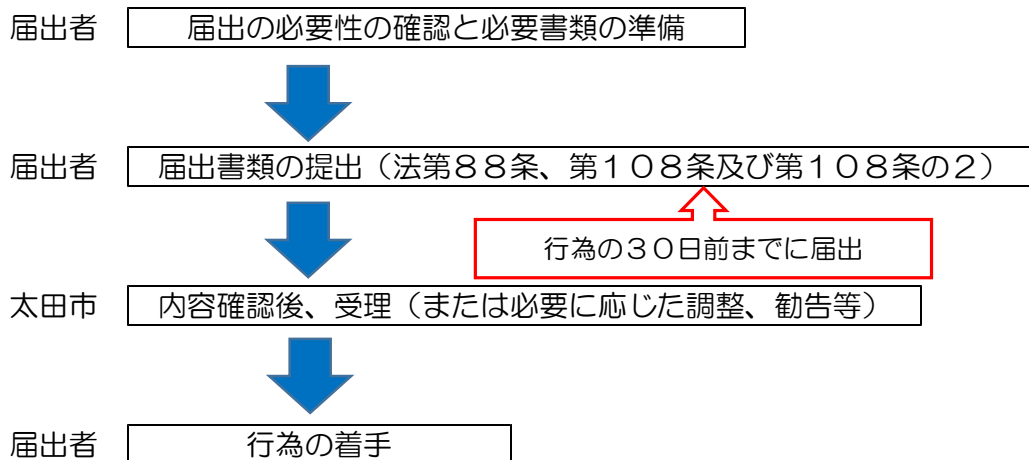 届出者 届出の必要性の確認と必要書類の準備
届出者 届出書類の提出（法第８８条、第１０８条及び第１０８条の２）
行為の３０日前までに届出
太田市 内容確認後、受理（または必要に応じた調整、勧告等）
届出者 行為の着手